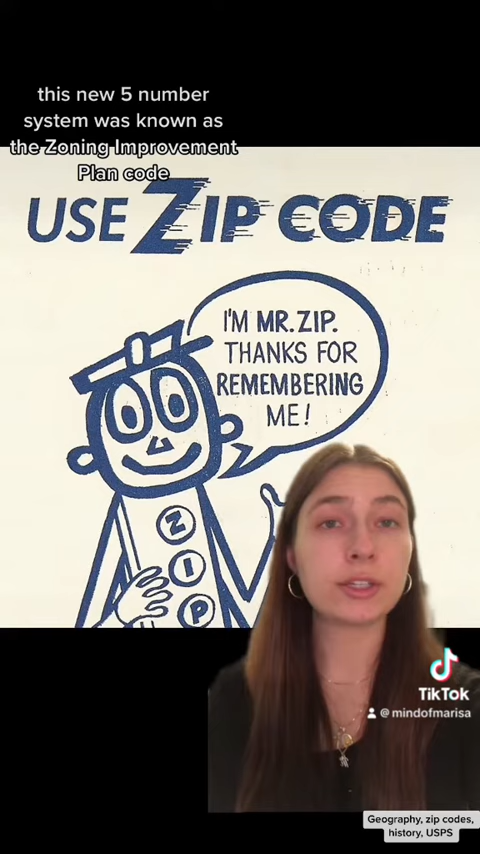 this new 5 number
system was known as
the Zoning Improvement
Plan code
USE ZIP CODE
I'M MR. ZIP.
THANKS FOR
REMEMBERING
ME!
Z
I
P
TikTok
@mindofmarisa
Geography, zip codes,
history, USPS